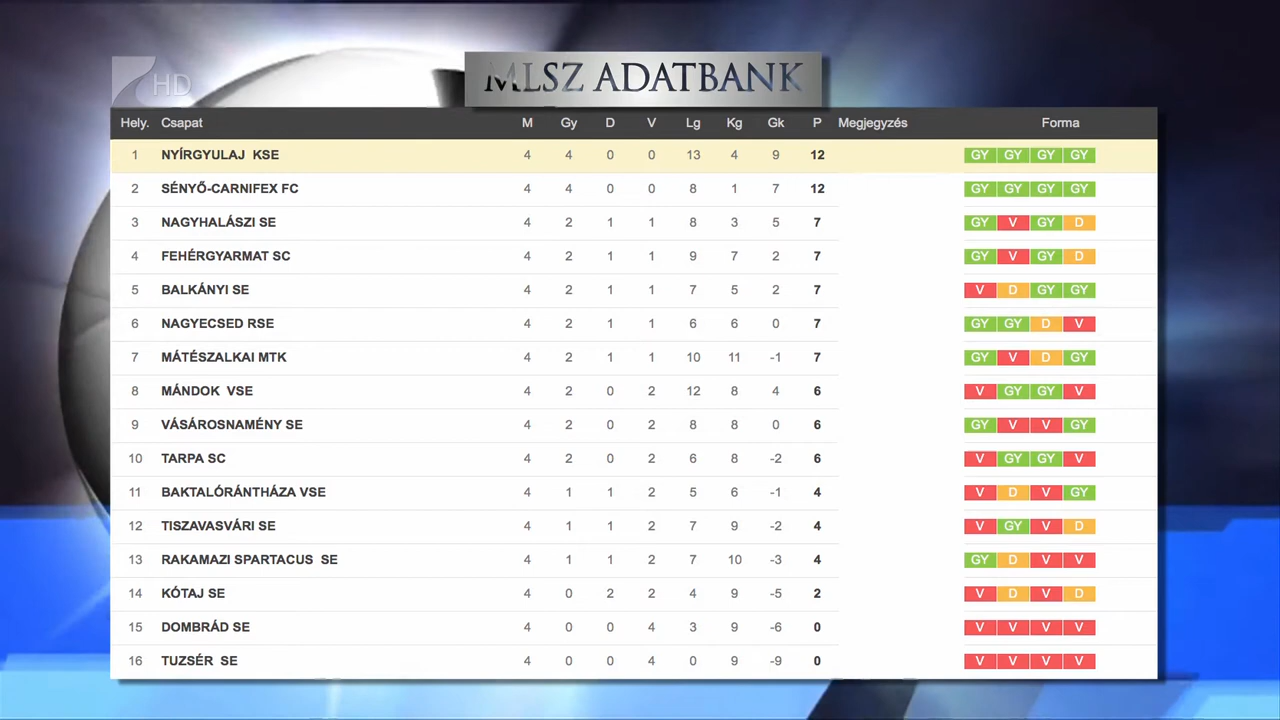 HD
MLSZ ADATBANK
Hely. Csapat M Gy D V Lg Kg Gk P Megjegyzés Forma
1 NYÍRGYULAJ KSE 4 4 0 0 13 4 9 12 GY GY GY GY
2 SÉNYŐ-CARNIFEX FC 4 4 0 0 8 1 7 12 GY GY GY GY
3 NAGYHALÁSZI SE 4 2 1 1 8 3 5 7 GY V GY D
4 FEHÉRGYARMAT SC 4 2 1 1 9 7 2 7 GY V GY D
5 BALKÁNYI SE 4 2 1 1 7 5 2 7 V D GY GY
6 NAGYECSED RSE 4 2 1 1 6 6 0 7 GY GY D V
7 MÁTÉSZALKAI MTK 4 2 1 1 10 11 -1 7 GY V D GY
8 MÁNDOK VSE 4 2 0 2 12 8 4 6 V GY GY V
9 VÁSÁROSNAMÉNY SE 4 2 0 2 8 8 0 6 GY V V GY
10 TARPA SC 4 2 0 2 6 8 -2 6 V GY GY V
11 BAKTALÓRÁNTHÁZA VSE 4 1 1 2 5 6 -1 4 V D V GY
12 TISZAVASVÁRI SE 4 1 1 2 7 9 -2 4 V GY V D
13 RAKAMAZI SPARTACUS SE 4 1 1 2 7 10 -3 4 GY D V V
14 KÓTAJ SE 4 0 2 2 4 9 -5 2 V D V D
15 DOMBRÁD SE 4 0 0 4 3 9 -6 0 V V V V
16 TUZSÉR SE 4 0 0 4 0 9 -9 0 V V V V